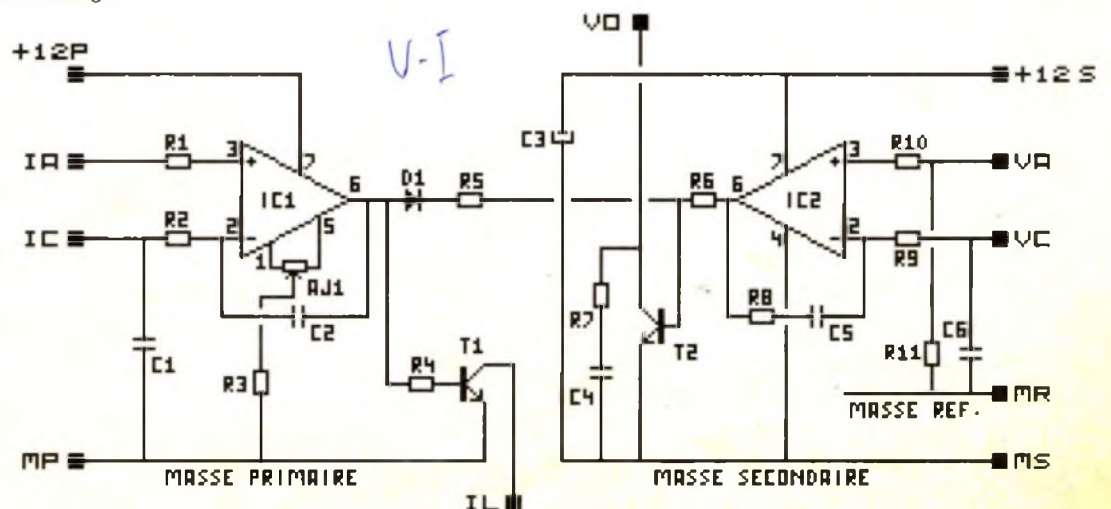 VO
V-I
+12P
+12S
C3
R1
3
+
7
7
3
+
R10
IA
VA
IC1
6
D1
R5
R6
6
IC2
IC
R2
2
-
5
4
2
-
R9
VC
1
AJ1
R8
C5
C2
R7
T2
R11
C6
C1
R3
R4
T1
C4
MASSE REF.
MR
MP
MASSE PRIMAIRE
MASSE SECONDAIRE
MS
IL